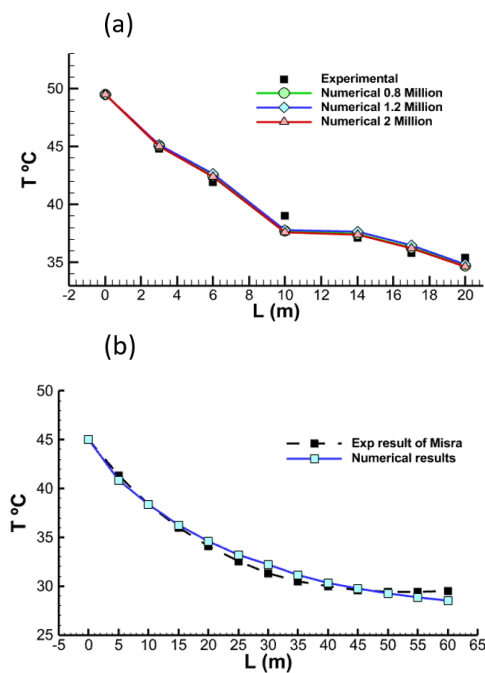 (a)
50
45
40
35
T ºC
Experimental
Numerical 0.8 Million
Numerical 1.2 Million
Numerical 2 Million
-2 0 2 4 6 8 10 12 14 16 18 20
L (m)
(b)
50
45
40
35
30
25
T ºC
Exp result of Misra
Numerical results
-5 0 5 10 15 20 25 30 35 40 45 50 55 60 65
L (m)